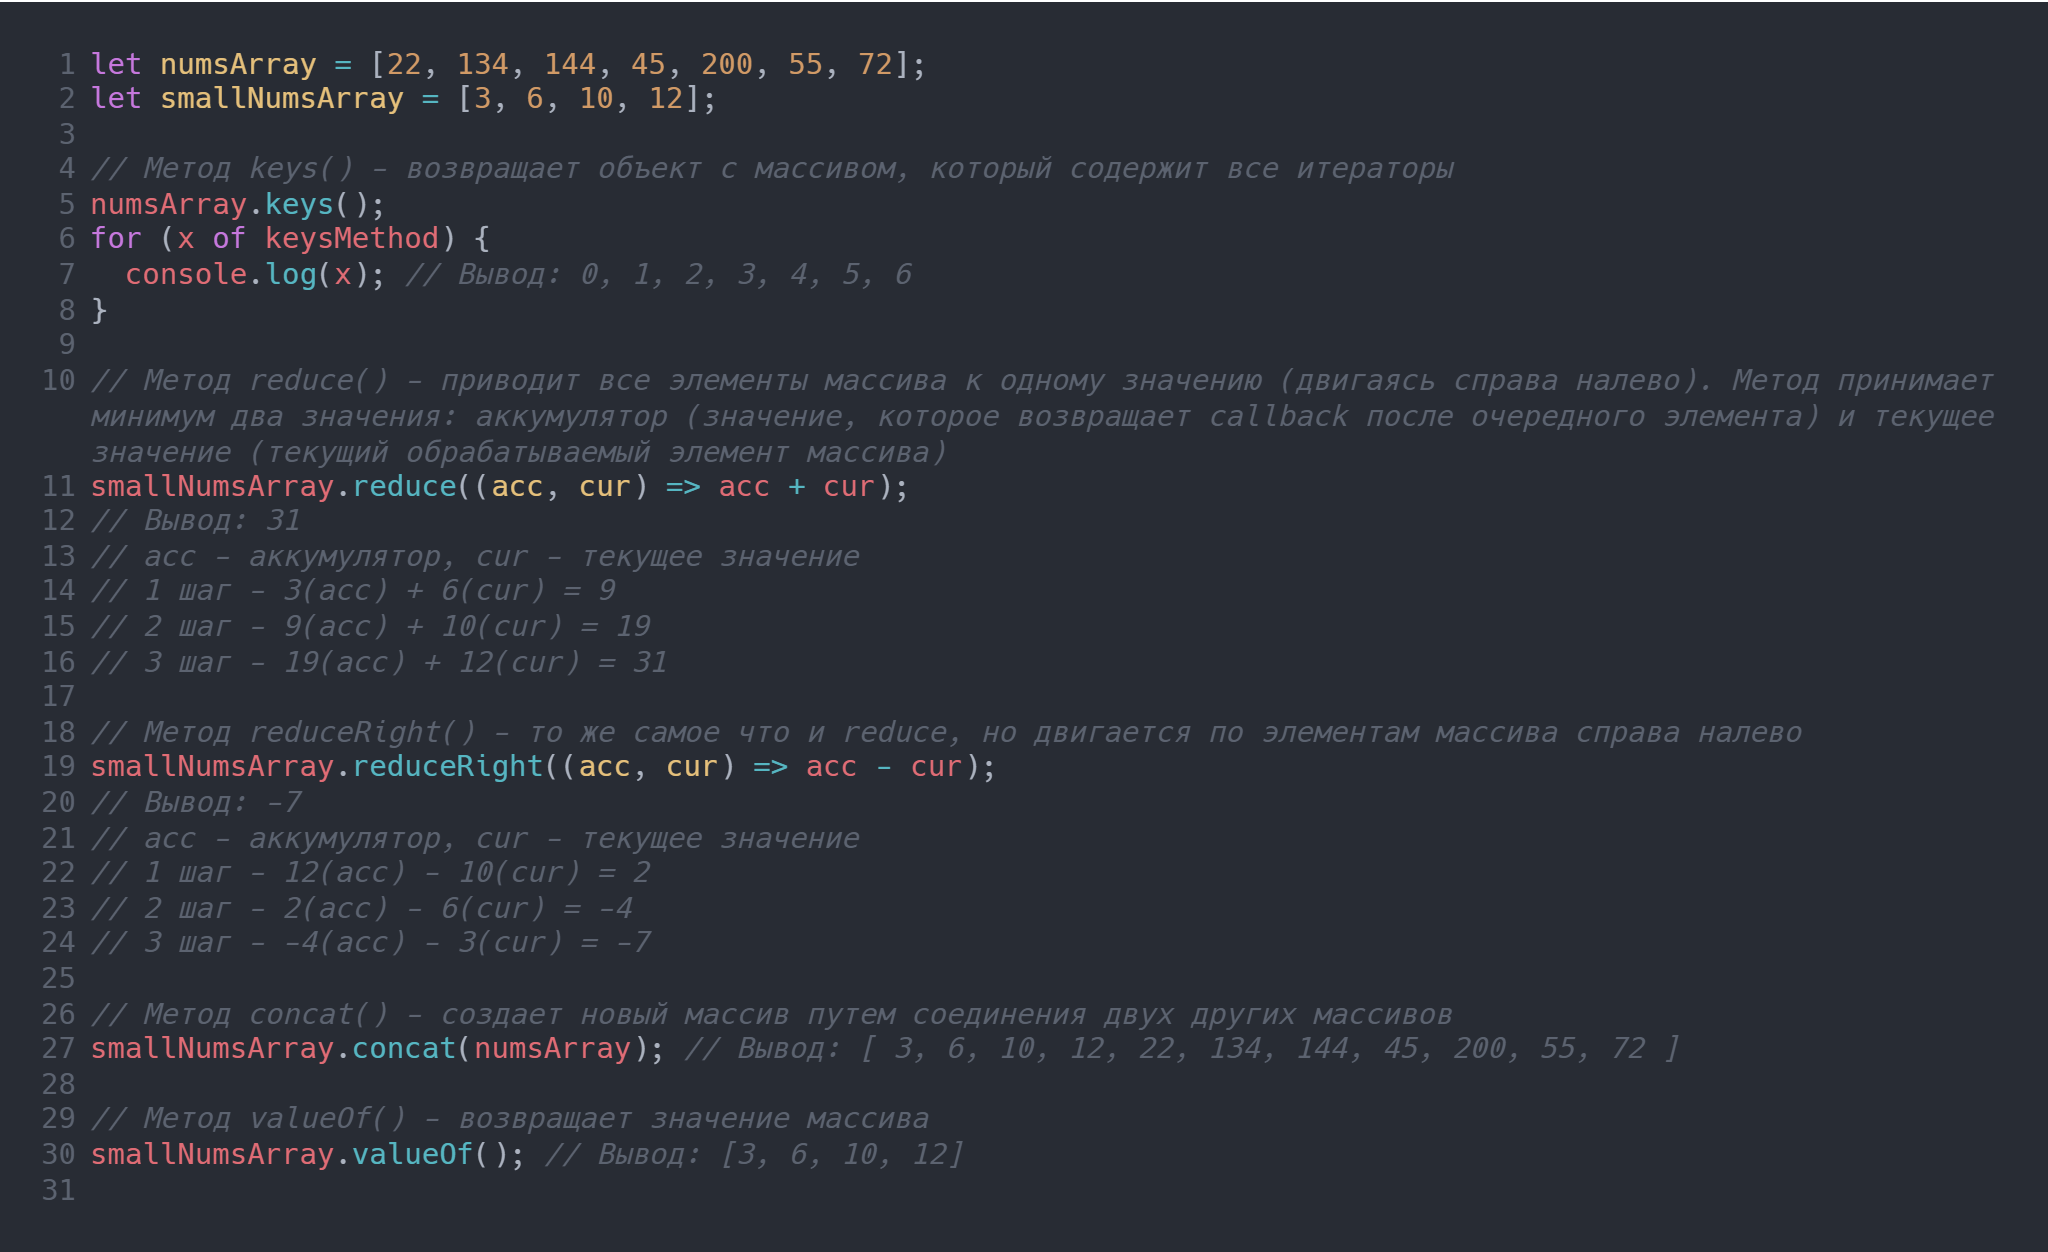 1 let numsArray = [22, 134, 144, 45, 200, 55, 72];
2 let smallNumsArray = [3, 6, 10, 12];
3
4 // Метод keys() – возвращает объект с массивом, который содержит все итераторы
5 numsArray.keys();
6 for (x of keysMethod) {
7   console.log(x); // Вывод: 0, 1, 2, 3, 4, 5, 6
8 }
9
10 // Метод reduce() – приводит все элементы массива к одному значению (двигаясь справа налево). Метод принимает
минимум два значения: аккумулятор (значение, которое возвращает callback после очередного элемента) и текущее
значение (текущий обрабатываемый элемент массива)
11 smallNumsArray.reduce((acc, cur) => acc + cur);
12 // Вывод: 31
13 // acc – аккумулятор, cur – текущее значение
14 // 1 шаг – 3(acc) + 6(cur) = 9
15 // 2 шаг – 9(acc) + 10(cur) = 19
16 // 3 шаг – 19(acc) + 12(cur) = 31
17
18 // Метод reduceRight() – то же самое что и reduce, но двигается по элементам массива справа налево
19 smallNumsArray.reduceRight((acc, cur) => acc - cur);
20 // Вывод: -7
21 // acc – аккумулятор, cur – текущее значение
22 // 1 шаг – 12(acc) – 10(cur) = 2
23 // 2 шаг – 2(acc) – 6(cur) = -4
24 // 3 шаг – -4(acc) – 3(cur) = -7
25
26 // Метод concat() – создает новый массив путем соединения двух других массивов
27 smallNumsArray.concat(numsArray); // Вывод: [ 3, 6, 10, 12, 22, 134, 144, 45, 200, 55, 72 ]
28
29 // Метод valueOf() – возвращает значение массива
30 smallNumsArray.valueOf(); // Вывод: [3, 6, 10, 12]
31